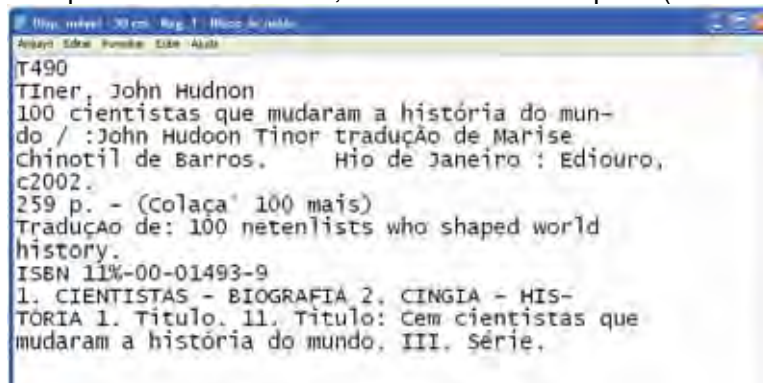 T490
TIner, John Hudnon
100 cientistas que mudaram a história do mun-
do / :John Hudoon Tinor traduçÃo de Marise
Chinotil de Barros. Hio de Janeiro : Ediouro,
c2002.
259 p. - (Colaça' 100 mais)
TraduçAo de: 100 netenlists who shaped world
history.
ISBN 11%-00-01493-9
1. CIENTISTAS - BIOGRAFIA 2. CINGIA - HIS-
TORIA 1. Titulo. 11. Titulo: Cem cientistas que
mudaram a história do mundo. III. Série.